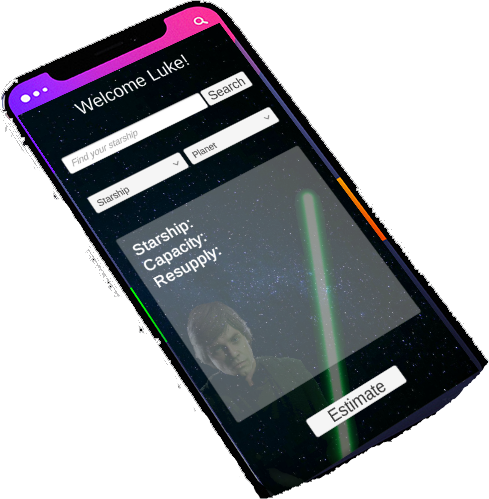 Welcome Luke!
Find your starship
Search
Starship
Planet
Starship:
Capacity:
Resupply:
Estimate